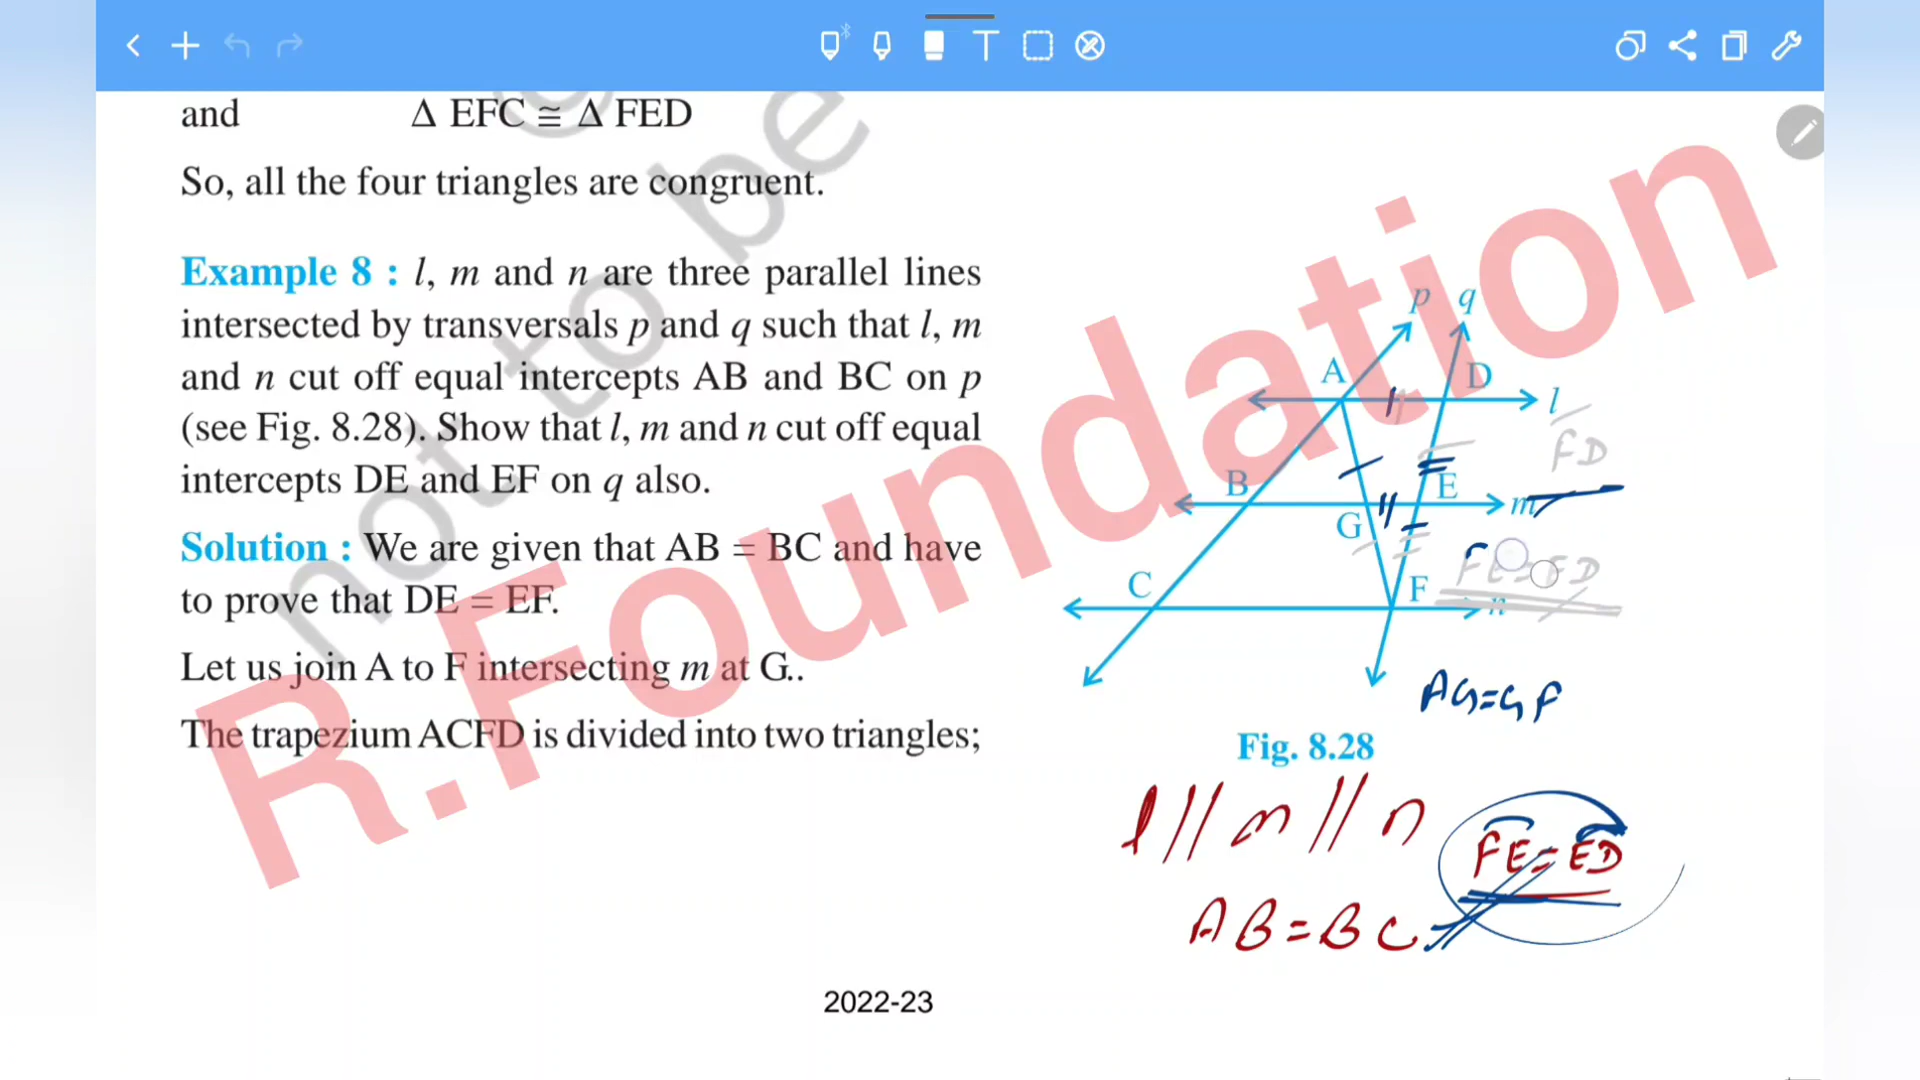 and Δ EFC ≅ Δ FED
So, all the four triangles are congruent.
Example 8 : l, m and n are three parallel lines
intersected by transversals p and q such that l, m
and n cut off equal intercepts AB and BC on p
(see Fig. 8.28). Show that l, m and n cut off equal
intercepts DE and EF on q also.
Solution : We are given that AB = BC and have
to prove that DE = EF.
Let us join A to F intersecting m at G..
The trapezium ACFD is divided into two triangles;
not to be
R.Foundation
p q
A D
l
FD
B E
m
G
C F
n
AG=GF
Fig. 8.28
l // m // n
FE=ED
AB=BC
2022-23
T